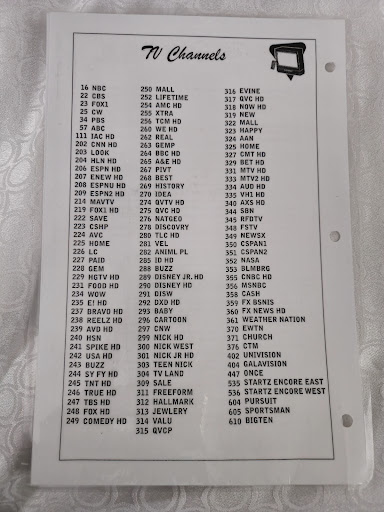 TV Channels
16 NBC
22 CBS
23 FOX1
25 CW
34 PBS
57 ABC
111 IAC HD
202 CNN HD
203 LOOK
204 HLN HD
206 ESPN HD
207 ENEW HD
208 ESPNU HD
209 ESPN2 HD
214 MAVTV
219 FOX1 HD
222 SAVE
223 CSHP
224 AVC
225 HOME
226 LC
227 PAID
228 GEM
229 HGTV HD
231 FOOD HD
234 WOW
235 E! HD
237 BRAVO HD
238 REELZ HD
239 AVD HD
240 HSN
241 SPIKE HD
242 USA HD
243 BUZZ
244 SY FY HD
245 TNT HD
246 TRUE HD
247 TBS HD
248 FOX HD
249 COMEDY HD
250 MALL
252 LIFETIME
254 AMC HD
255 XTRA
256 TCM HD
260 WE HD
262 REAL
263 GEMP
264 BBC HD
265 A&E HD
267 PIVT
268 BEST
269 HISTORY
270 IDEA
274 QVTV HD
275 QVC HD
276 NATGEO
278 DISCOVRY
280 TLC HD
281 VEL
282 ANIML PL
285 ID HD
288 BUZZ
289 DISNEY JR. HD
290 DISNEY HD
291 DISW
292 DXD HD
293 BABY
296 CARTOON
297 CNW
299 NICK HD
300 NICK WEST
301 NICK JR HD
303 TEEN NICK
304 TV LAND
309 SALE
311 FREEFORM
312 HALLMARK
313 JEWLERY
314 VALU
315 QVCP
316 EVINE
317 QVC HD
318 NOW HD
319 NEW
322 MALL
323 HAPPY
324 AAN
325 HOME
327 CMT HD
329 BET HD
331 MTV HD
333 MTV2 HD
334 AUD HD
335 VH1 HD
340 AXS HD
344 SBN
345 RFDTV
348 FSTV
349 NEWSX
350 CSPAN1
351 CSPAN2
352 NASA
353 BLMBRG
355 CNBC HD
356 MSNBC
358 CASH
359 FX BSNIS
360 FX NEWS HD
361 WEATHER NATION
370 EWTN
371 CHURCH
376 CTM
402 UNIVISION
404 GALAVISION
447 ONCE
535 STARTZ ENCORE EAST
536 STARTZ ENCORE WEST
604 PURSUIT
605 SPORTSMAN
610 BIGTEN